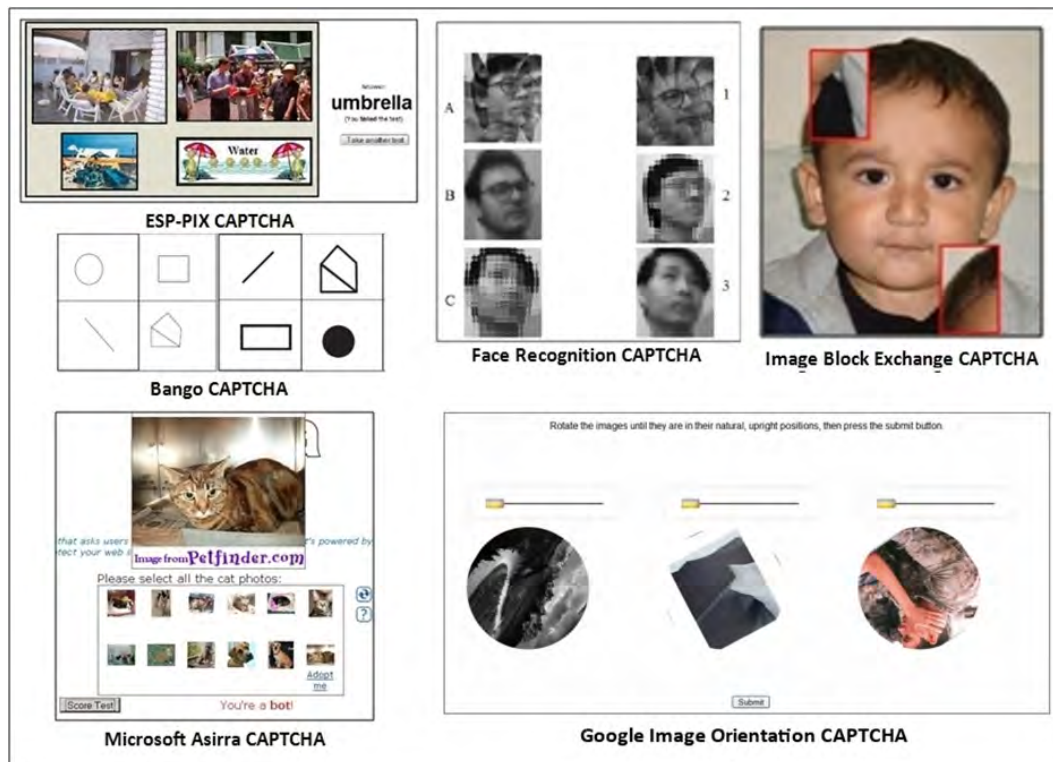 Answer:
umbrella
(You failed the test)
Take another test
Water
ESP-PIX CAPTCHA
A
B
C
1
2
3
Face Recognition CAPTCHA
Image Block Exchange CAPTCHA
Bango CAPTCHA
that asks users
's powered by
tect your web s
Image from Petfinder.com
Please select all the cat photos:
?
Adopt
me
Score Test
You're a bot!
Microsoft Asirra CAPTCHA
Rotate the images until they are in their natural, upright positions, then press the submit button.
Submit
Google Image Orientation CAPTCHA